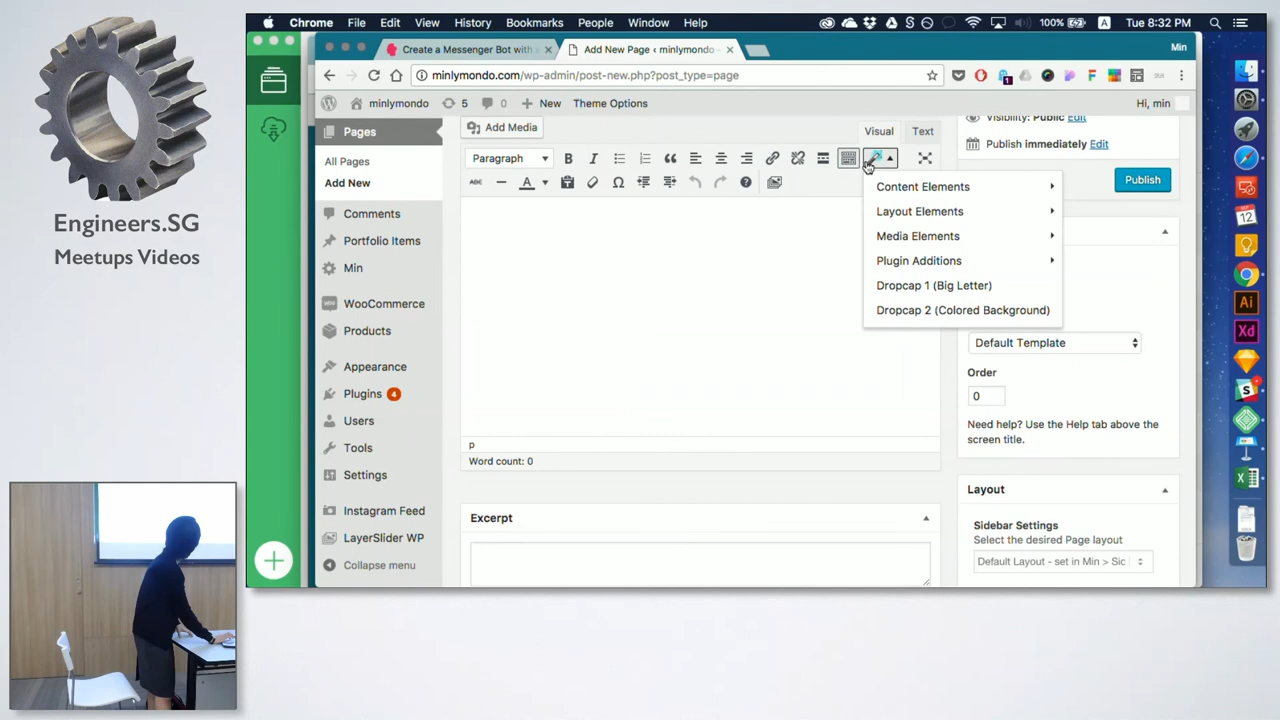 Engineers.SG
Meetups Videos
Chrome File Edit View History Bookmarks People Window Help
100% A Tue 8:32 PM
Create a Messenger Bot with a
Add New Page ‹ minlymondo
Min
minlymondo.com/wp-admin/post-new.php?post_type=page
minlymondo 5 0 New Theme Options
Hi, min
Pages
All Pages
Add New
Comments
Portfolio Items
Min
WooCommerce
Products
Appearance
Plugins 4
Users
Tools
Settings
Instagram Feed
LayerSlider WP
Collapse menu
Add Media
Visual Text
Paragraph
Content Elements
Layout Elements
Media Elements
Plugin Additions
Dropcap 1 (Big Letter)
Dropcap 2 (Colored Background)
p
Word count: 0
Excerpt
Visibility: Public Edit
Publish immediately Edit
Publish
Default Template
Order
0
Need help? Use the Help tab above the
screen title.
Layout
Sidebar Settings
Select the desired Page layout
Default Layout - set in Min > Sic
SEP
12
Ai
Xd